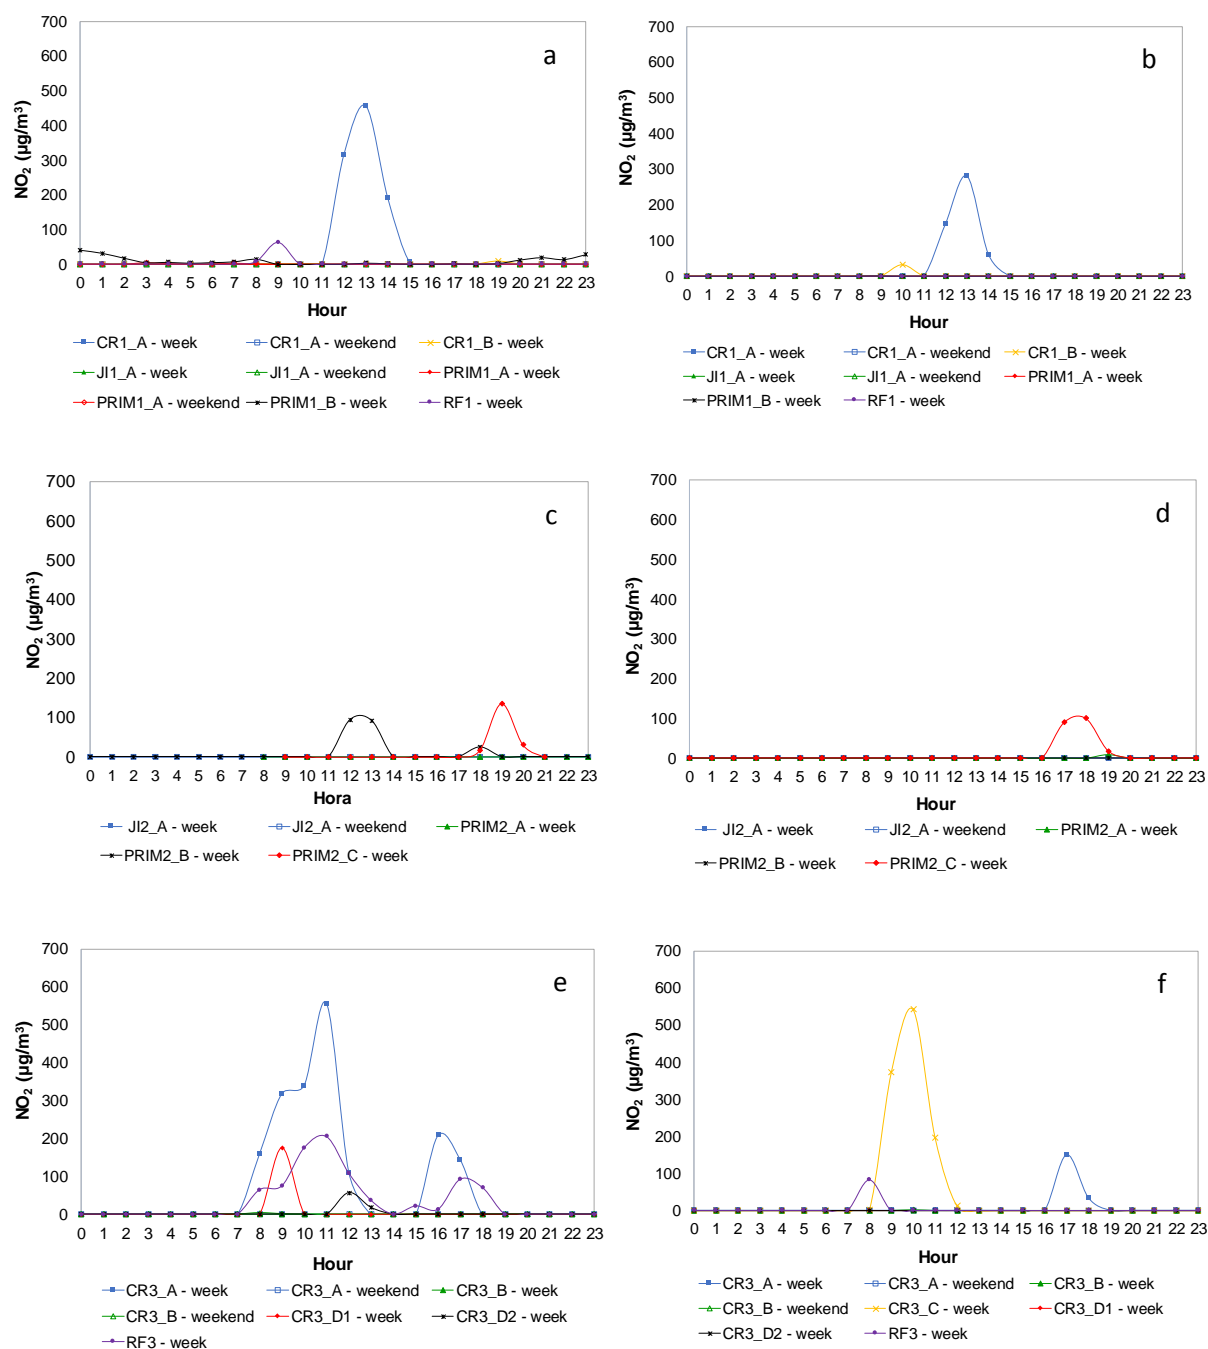 700
600
500
400
300
200
100
0
NO2 (µg/m3)
a
0 1 2 3 4 5 6 7 8 9 10 11 12 13 14 15 16 17 18 19 20 21 22 23
Hour
CR1_A - week CR1_A - weekend CR1_B - week
JI1_A - week JI1_A - weekend PRIM1_A - week
PRIM1_A - weekend PRIM1_B - week RF1 - week
700
600
500
400
300
200
100
0
NO2 (µg/m3)
b
0 1 2 3 4 5 6 7 8 9 10 11 12 13 14 15 16 17 18 19 20 21 22 23
Hour
CR1_A - week CR1_A - weekend CR1_B - week
JI1_A - week JI1_A - weekend PRIM1_A - week
PRIM1_B - week RF1 - week
700
600
500
400
300
200
100
0
NO2 (µg/m3)
c
0 1 2 3 4 5 6 7 8 9 10 11 12 13 14 15 16 17 18 19 20 21 22 23
Hora
JI2_A - week JI2_A - weekend PRIM2_A - week
PRIM2_B - week PRIM2_C - week
700
600
500
400
300
200
100
0
NO2 (µg/m3)
d
0 1 2 3 4 5 6 7 8 9 10 11 12 13 14 15 16 17 18 19 20 21 22 23
Hour
JI2_A - week JI2_A - weekend PRIM2_A - week
PRIM2_B - week PRIM2_C - week
700
600
500
400
300
200
100
0
NO2 (µg/m3)
e
0 1 2 3 4 5 6 7 8 9 10 11 12 13 14 15 16 17 18 19 20 21 22 23
Hour
CR3_A - week CR3_A - weekend CR3_B - week
CR3_B - weekend CR3_D1 - week CR3_D2 - week
RF3 - week
700
600
500
400
300
200
100
0
NO2 (µg/m3)
f
0 1 2 3 4 5 6 7 8 9 10 11 12 13 14 15 16 17 18 19 20 21 22 23
Hour
CR3_A - week CR3_A - weekend CR3_B - week
CR3_B - weekend CR3_C - week CR3_D1 - week
CR3_D2 - week RF3 - week